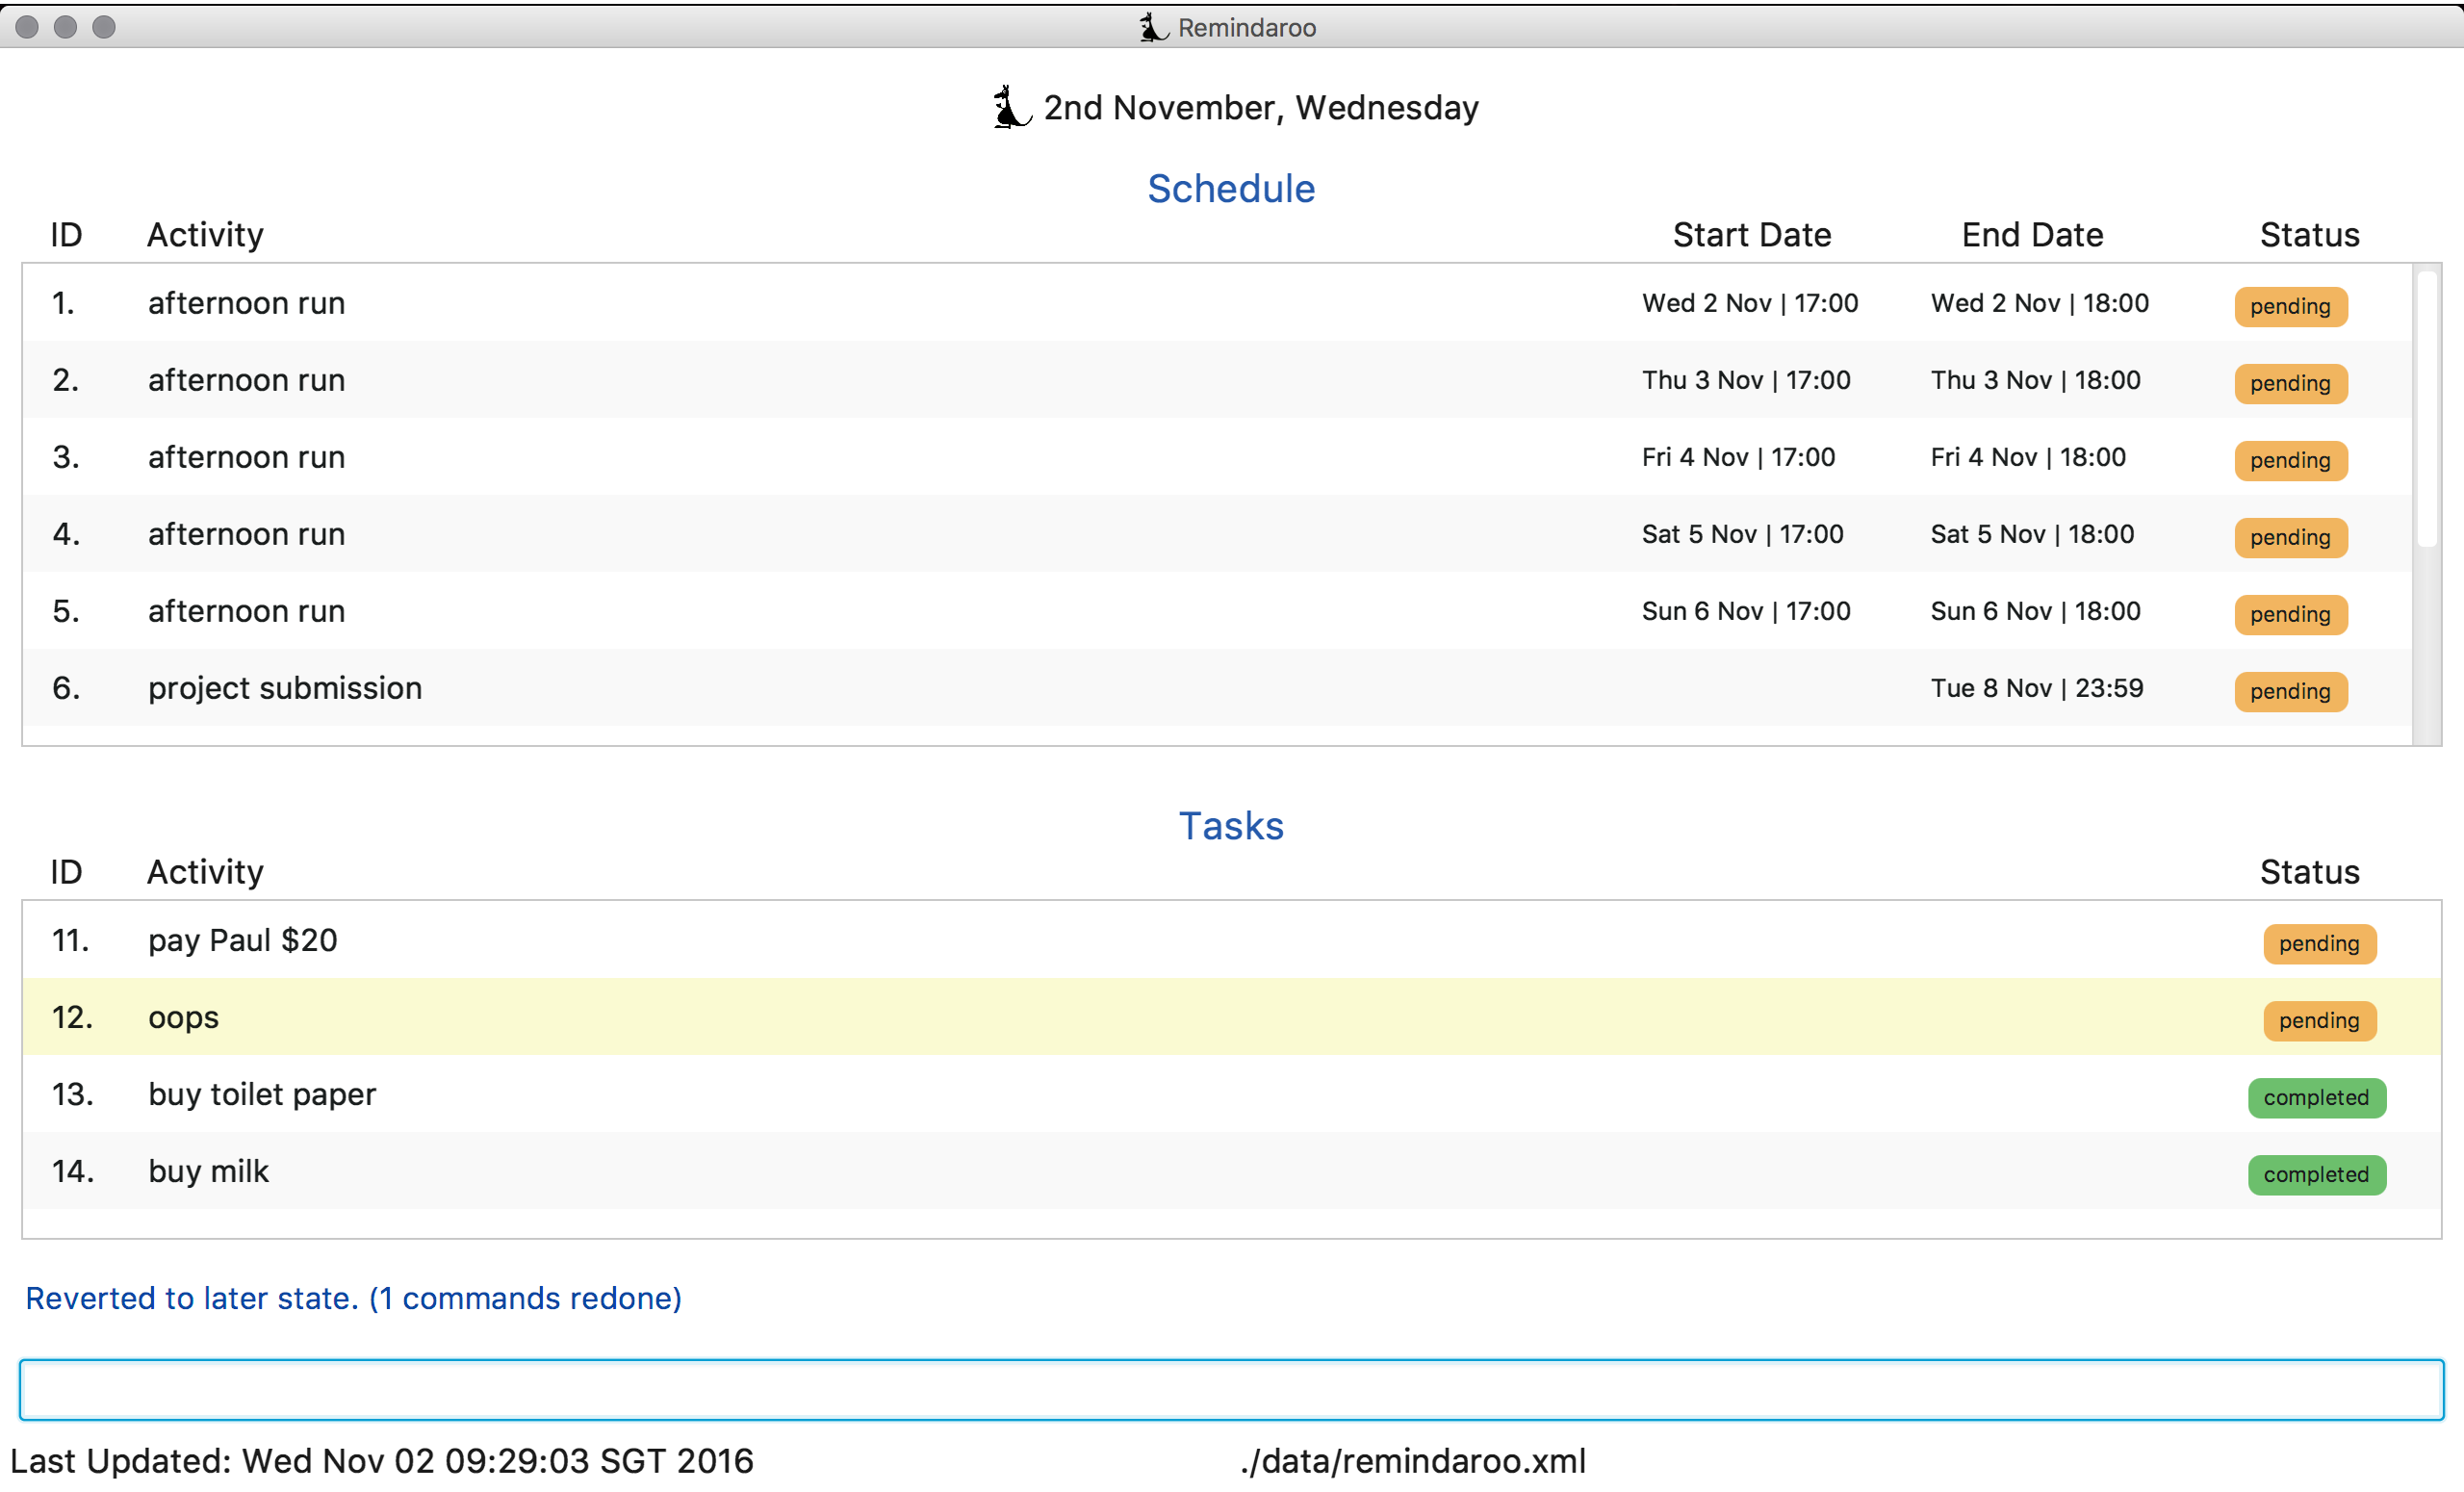 Remindaroo
2nd November, Wednesday
Schedule
ID Activity Start Date End Date Status
1. afternoon run Wed 2 Nov | 17:00 Wed 2 Nov | 18:00 pending
2. afternoon run Thu 3 Nov | 17:00 Thu 3 Nov | 18:00 pending
3. afternoon run Fri 4 Nov | 17:00 Fri 4 Nov | 18:00 pending
4. afternoon run Sat 5 Nov | 17:00 Sat 5 Nov | 18:00 pending
5. afternoon run Sun 6 Nov | 17:00 Sun 6 Nov | 18:00 pending
6. project submission Tue 8 Nov | 23:59 pending
Tasks
ID Activity Status
11. pay Paul $20 pending
12. oops pending
13. buy toilet paper completed
14. buy milk completed
Reverted to later state. (1 commands redone)
Last Updated: Wed Nov 02 09:29:03 SGT 2016 ./data/remindaroo.xml